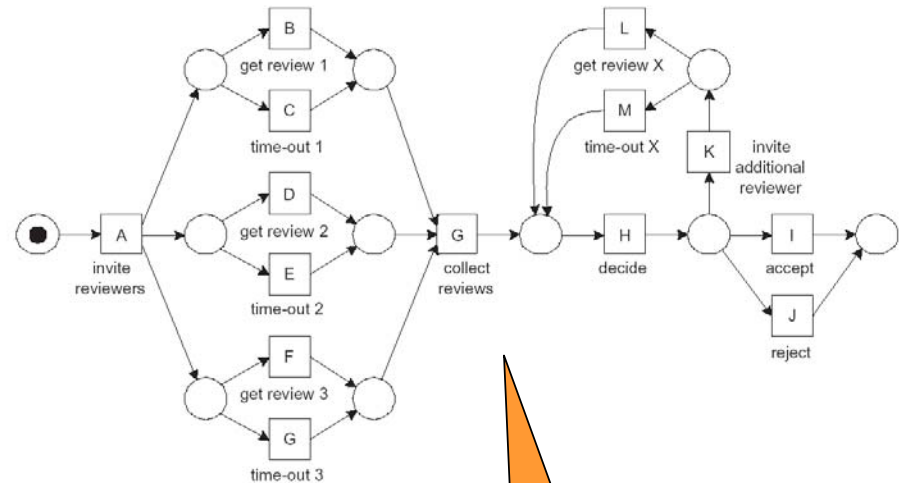 B
get review 1
C
time-out 1
A
invite
reviewers
D
get review 2
E
time-out 2
F
get review 3
G
time-out 3
G
collect
reviews
L
get review X
M
time-out X
K
invite
additional
reviewer
H
decide
I
accept
J
reject